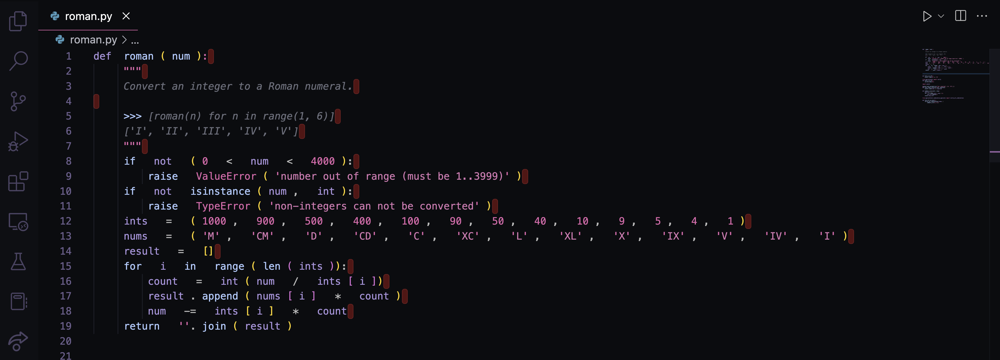 roman.py
roman.py > ...
1 def  roman ( num ):
2     """
3     Convert an integer to a Roman numeral.
4
5     >>> [roman(n) for n in range(1, 6)]
6     ['I', 'II', 'III', 'IV', 'V']
7     """
8     if   not   ( 0   <   num   <   4000 ):
9         raise   ValueError ( 'number out of range (must be 1..3999)' )
10     if   not   isinstance ( num ,   int ):
11         raise   TypeError ( 'non-integers can not be converted' )
12     ints   =   ( 1000 ,   900 ,   500 ,   400 ,   100 ,   90 ,   50 ,   40 ,   10 ,   9 ,   5 ,   4 ,   1 )
13     nums   =   ( 'M' ,   'CM' ,   'D' ,   'CD' ,   'C' ,   'XC' ,   'L' ,   'XL' ,   'X' ,   'IX' ,   'V' ,   'IV' ,   'I' )
14     result   =   []
15     for   i   in   range ( len ( ints )):
16         count   =   int ( num   /   ints [ i ])
17         result . append ( nums [ i ]   *   count )
18         num   -=   ints [ i ]   *   count
19     return   ''. join ( result )
20
21